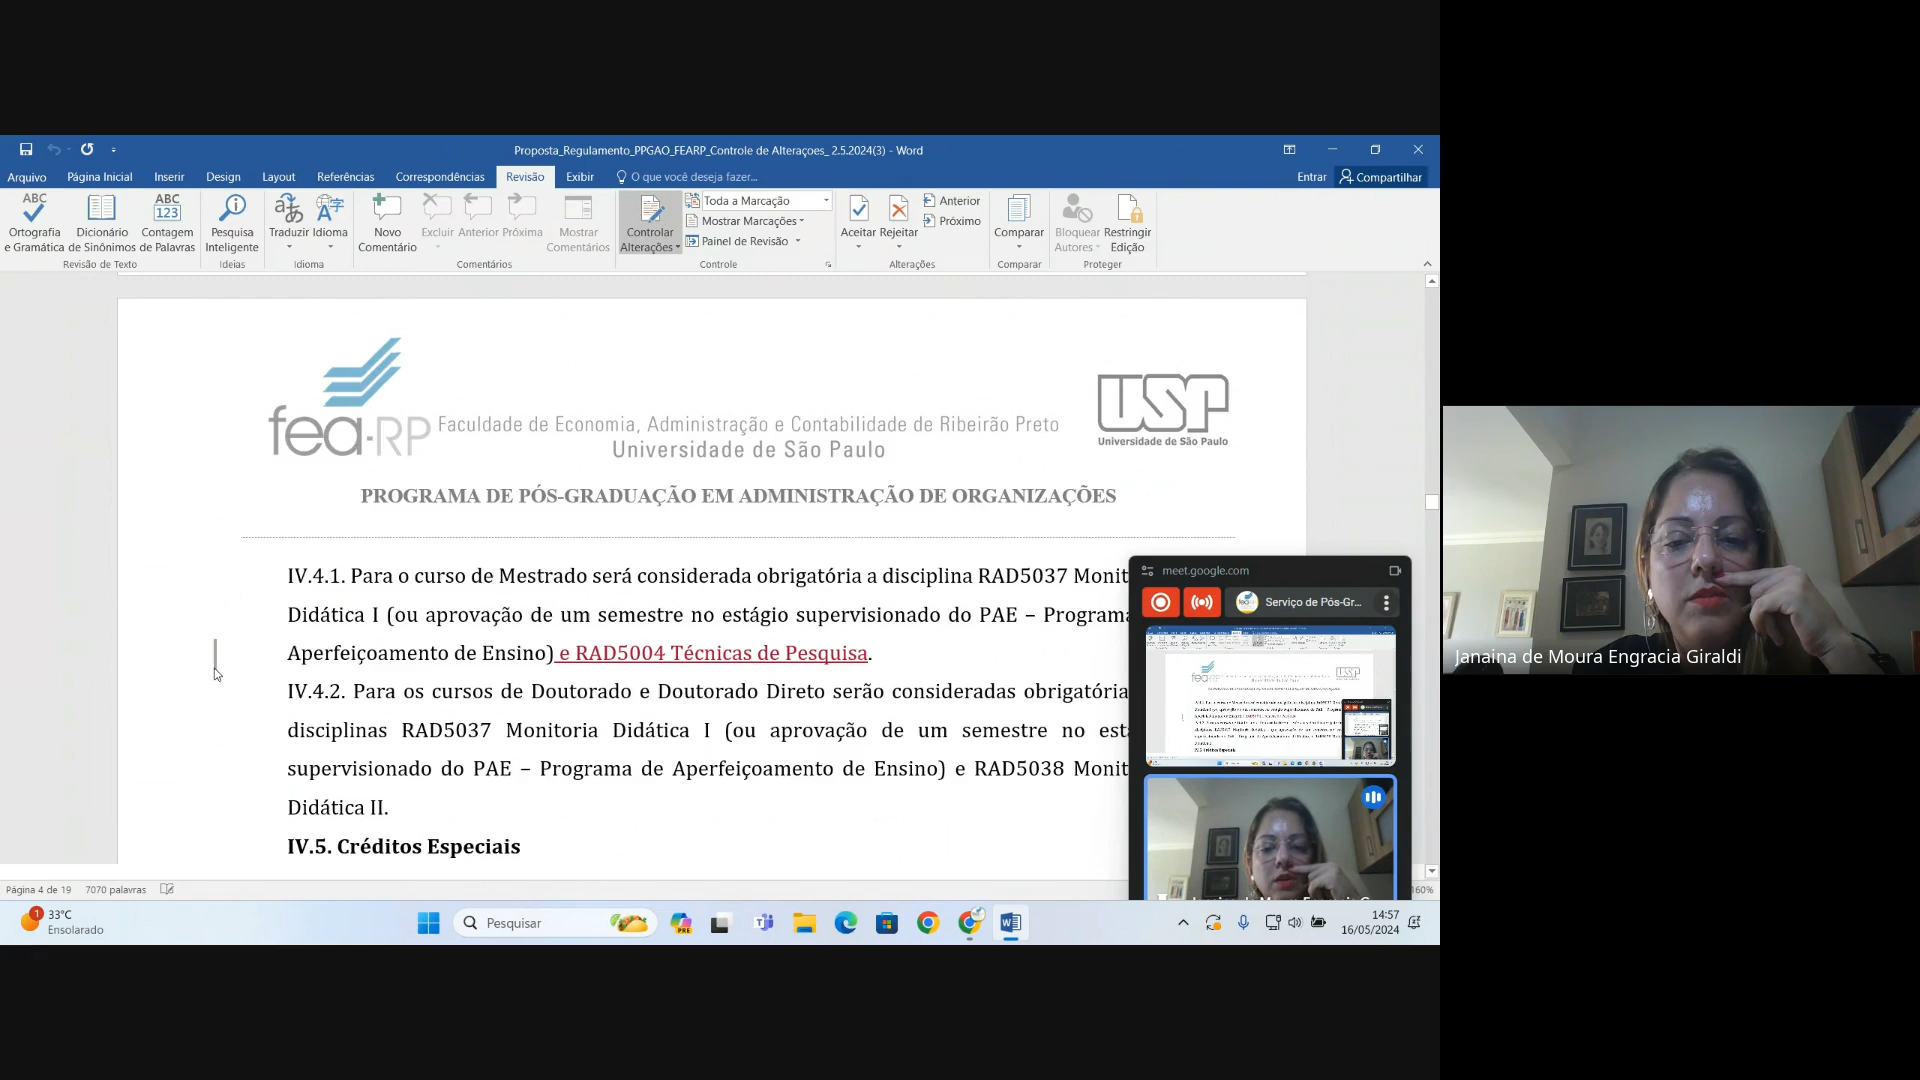 Proposta_Regulamento_PPGAO_FEARP_Controle de Alteraçoes_ 2.5.2024(3) - Word
Arquivo Página Inicial Inserir Design Layout Referências Correspondências Revisão Exibir O que você deseja fazer... Entrar Compartilhar
Ortografia e Gramática
Dicionário de Sinônimos
Contagem de Palavras
Revisão de Texto
Pesquisa Inteligente
Ideias
Traduzir Idioma
Idioma
Novo Comentário
Excluir Anterior Próxima
Mostrar Comentários
Comentários
Controlar Alterações
Toda a Marcação
Mostrar Marcações
Painel de Revisão
Controle
Aceitar Rejeitar
Anterior
Próximo
Alterações
Comparar
Comparar
Bloquear Autores
Restringir Edição
Proteger
fea-RP
Faculdade de Economia, Administração e Contabilidade de Ribeirão Preto
Universidade de São Paulo
USP
Universidade de São Paulo
PROGRAMA DE PÓS-GRADUAÇÃO EM ADMINISTRAÇÃO DE ORGANIZAÇÕES
IV.4.1. Para o curso de Mestrado será considerada obrigatória a disciplina RAD5037 Monit
Didática I (ou aprovação de um semestre no estágio supervisionado do PAE – Programa
Aperfeiçoamento de Ensino) e RAD5004 Técnicas de Pesquisa.
IV.4.2. Para os cursos de Doutorado e Doutorado Direto serão consideradas obrigatória
disciplinas RAD5037 Monitoria Didática I (ou aprovação de um semestre no está
supervisionado do PAE – Programa de Aperfeiçoamento de Ensino) e RAD5038 Monit
Didática II.
IV.5. Créditos Especiais
meet.google.com
Serviço de Pós-Gr...
Janaina de Moura Engracia Giraldi
Página 4 de 19 7070 palavras 160%
1
33°C
Ensolarado
Pesquisar
PRE
14:57
16/05/2024